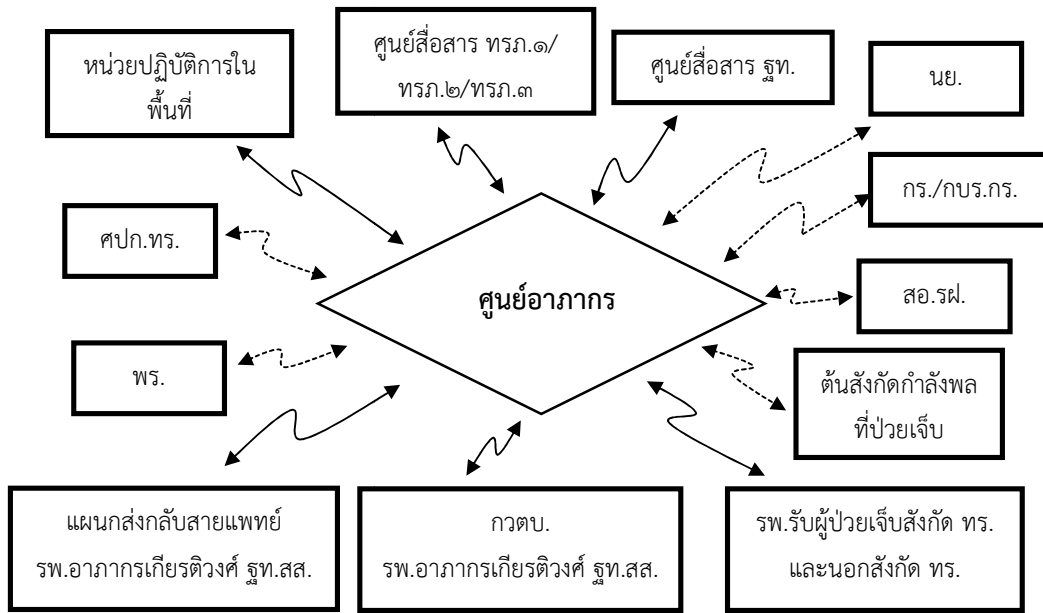 หน่วยปฏิบัติการใน
พื้นที่
ศูนย์สื่อสาร ทรภ.๑/
ทรภ.๒/ทรภ.๓
ศูนย์สื่อสาร ฐท.
นย.
กร./กบร.กร.
ศปก.ทร.
ศูนย์อาภากร
สอ.รฝ.
พร.
ต้นสังกัดกำลังพล
ที่ป่วยเจ็บ
แผนกส่งกลับสายแพทย์
รพ.อาภากรเกียรติวงศ์ ฐท.สส.
กวตบ.
รพ.อาภากรเกียรติวงศ์ ฐท.สส.
รพ.รับผู้ป่วยเจ็บสังกัด ทร.
และนอกสังกัด ทร.